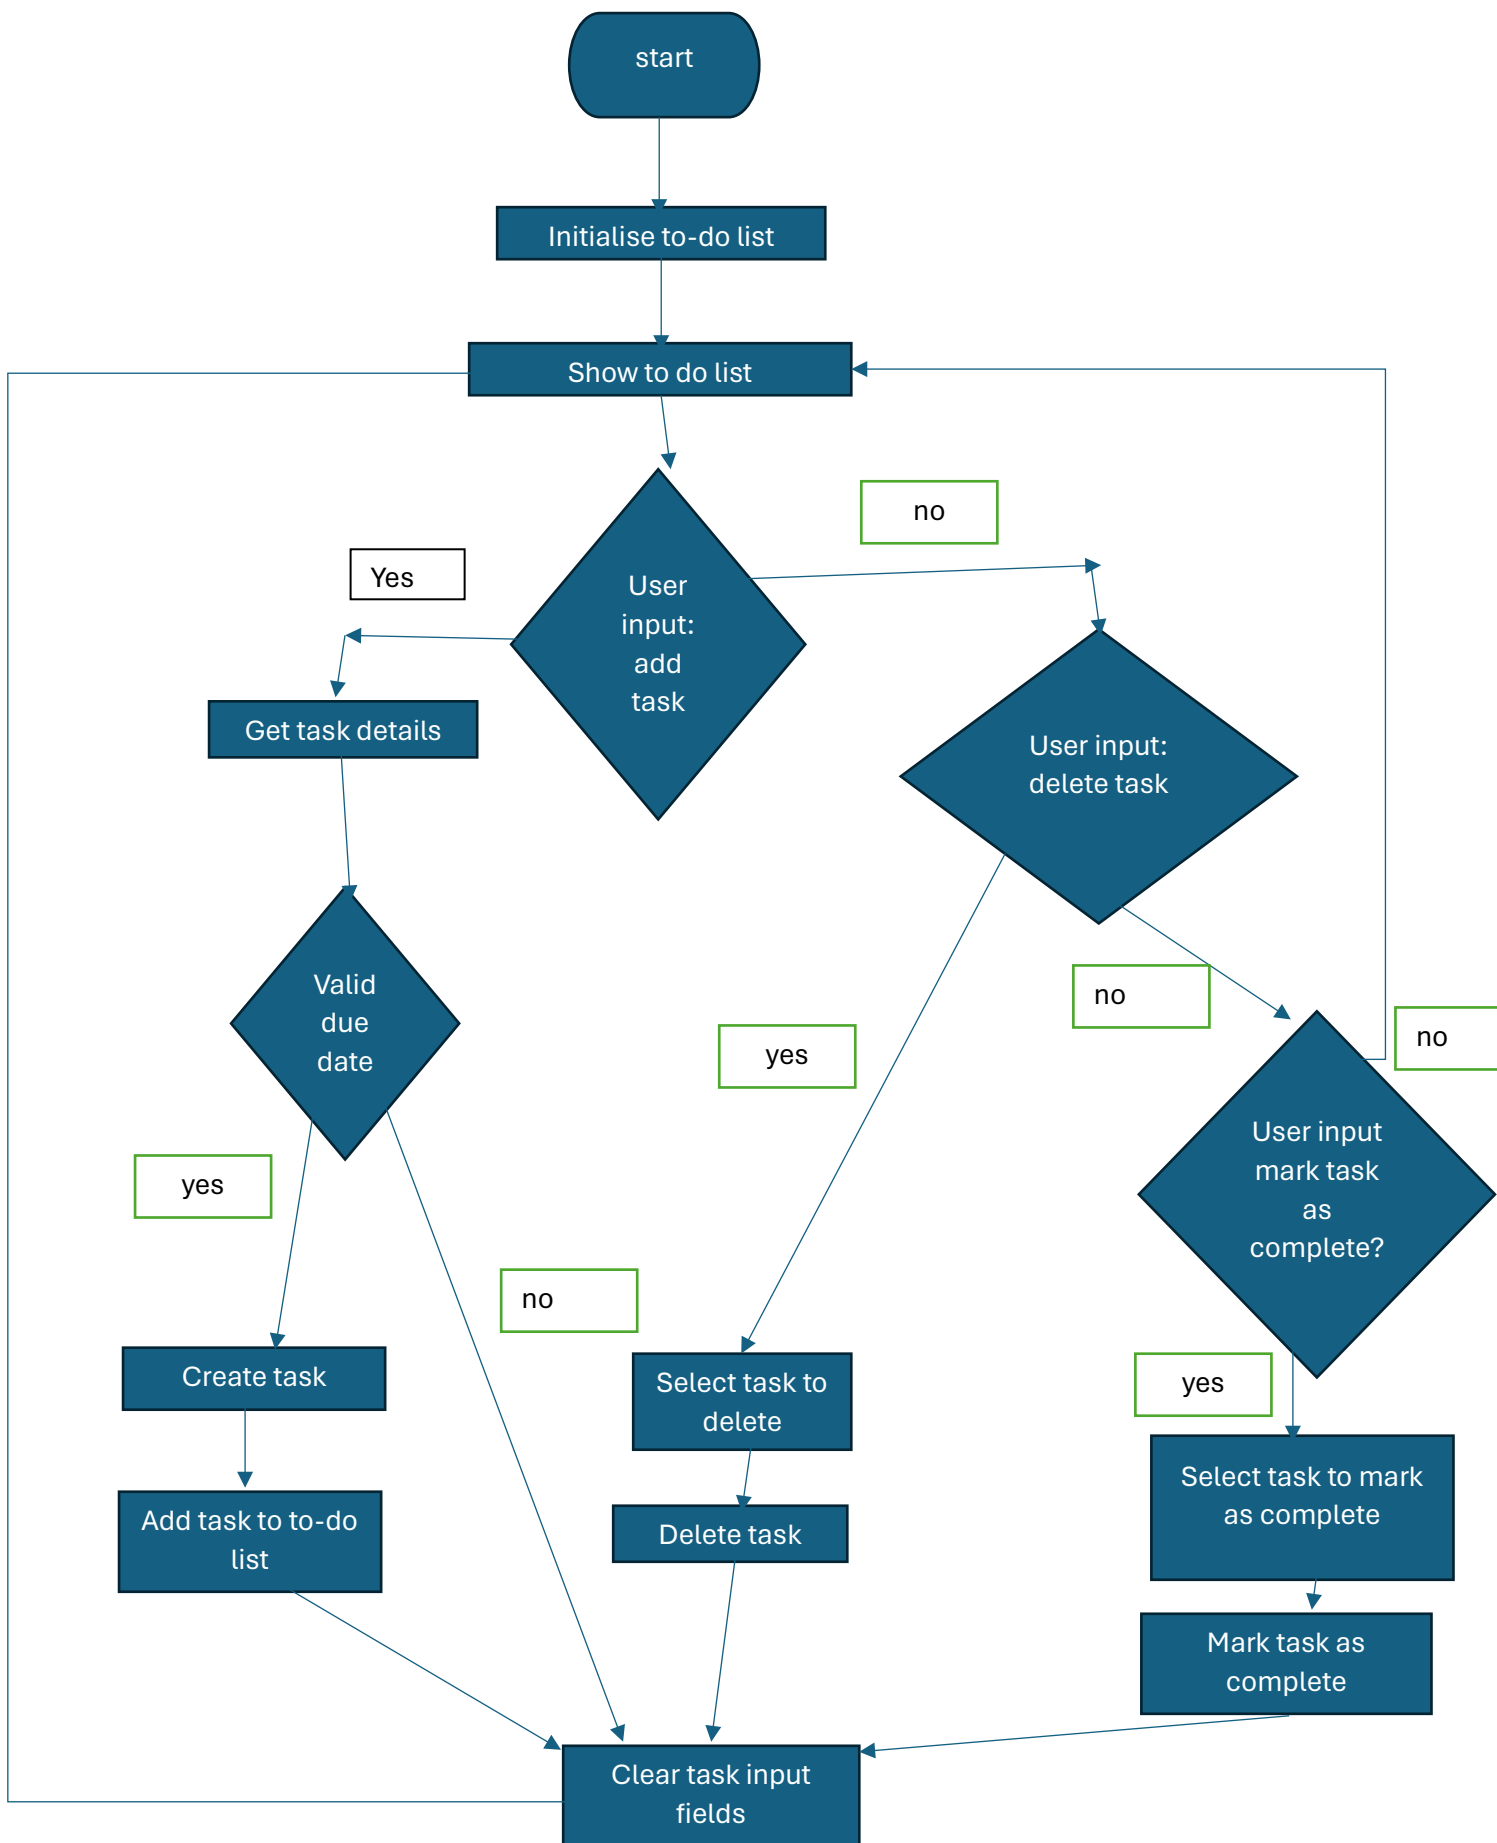 start
Initialise to-do list
Show to do list
no
Yes
User
input:
add
task
Get task details
User input:
delete task
Valid
due
date
no
no
yes
User input
mark task
as
complete?
yes
no
Create task
Select task to
delete
yes
Select task to mark
as complete
Add task to to-do
list
Delete task
Mark task as
complete
Clear task input
fields